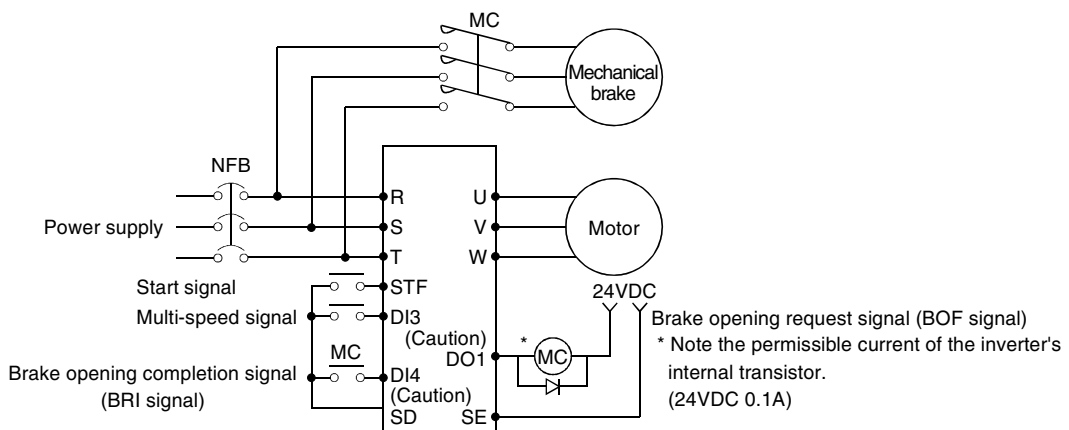 MC
Mechanical
brake
NFB
R
U
Power supply
S
V
Motor
T
W
Start signal
STF
24VDC
Multi-speed signal
DI3
(Caution)
Brake opening request signal (BOF signal)
* Note the permissible current of the inverter's
internal transistor.
(24VDC 0.1A)
*
MC
DO1
MC
Brake opening completion signal
(BRI signal)
DI4
(Caution)
SD
SE